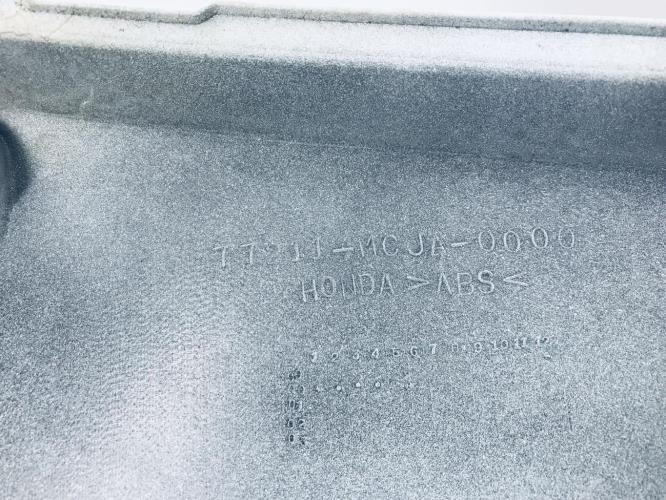 77211-MCJA-0000
HONDA >ABS<
1 2 3 4 5 6 7 8 9 10 11 12